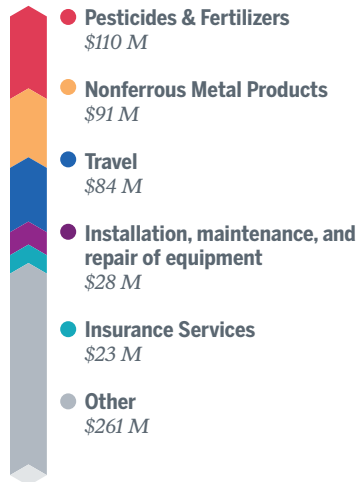 Pesticides & Fertilizers
$110 M
Nonferrous Metal Products
$91 M
Travel
$84 M
Installation, maintenance, and
repair of equipment
$28 M
Insurance Services
$23 M
Other
$261 M